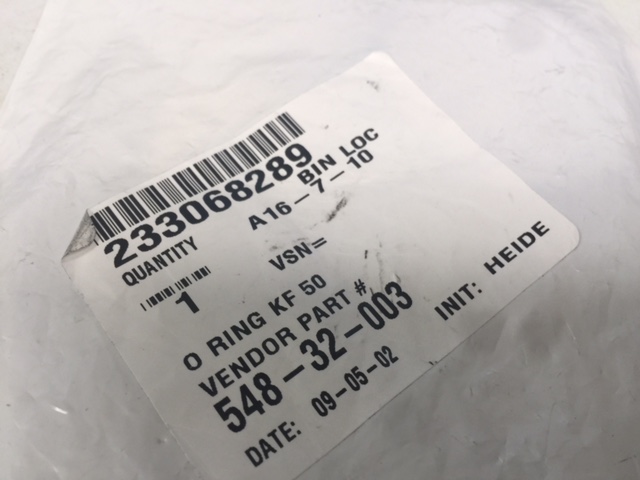 233068289
QUANTITY BIN LOC
1 A16-7-10
VSN=
O RING KF 50
VENDOR PART #
548-32-003
DATE: 09-05-02 INIT: HEIDE